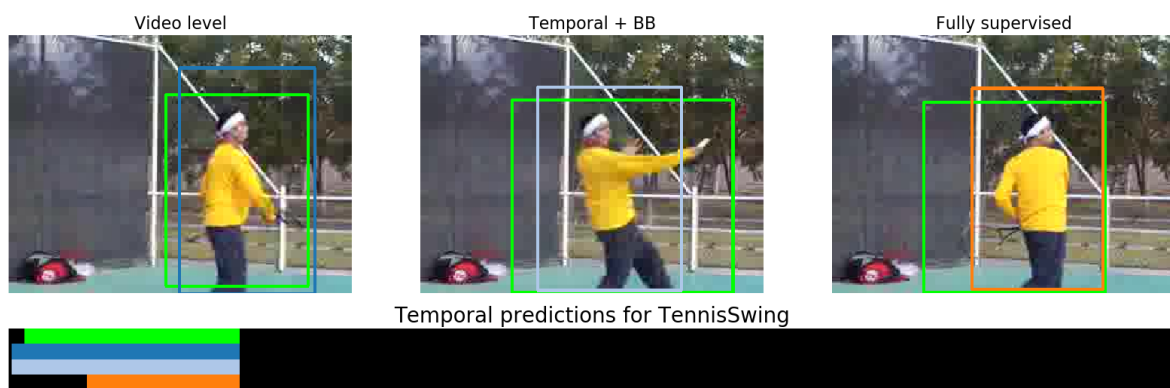 Video level
Temporal + BB
Fully supervised
Temporal predictions for TennisSwing